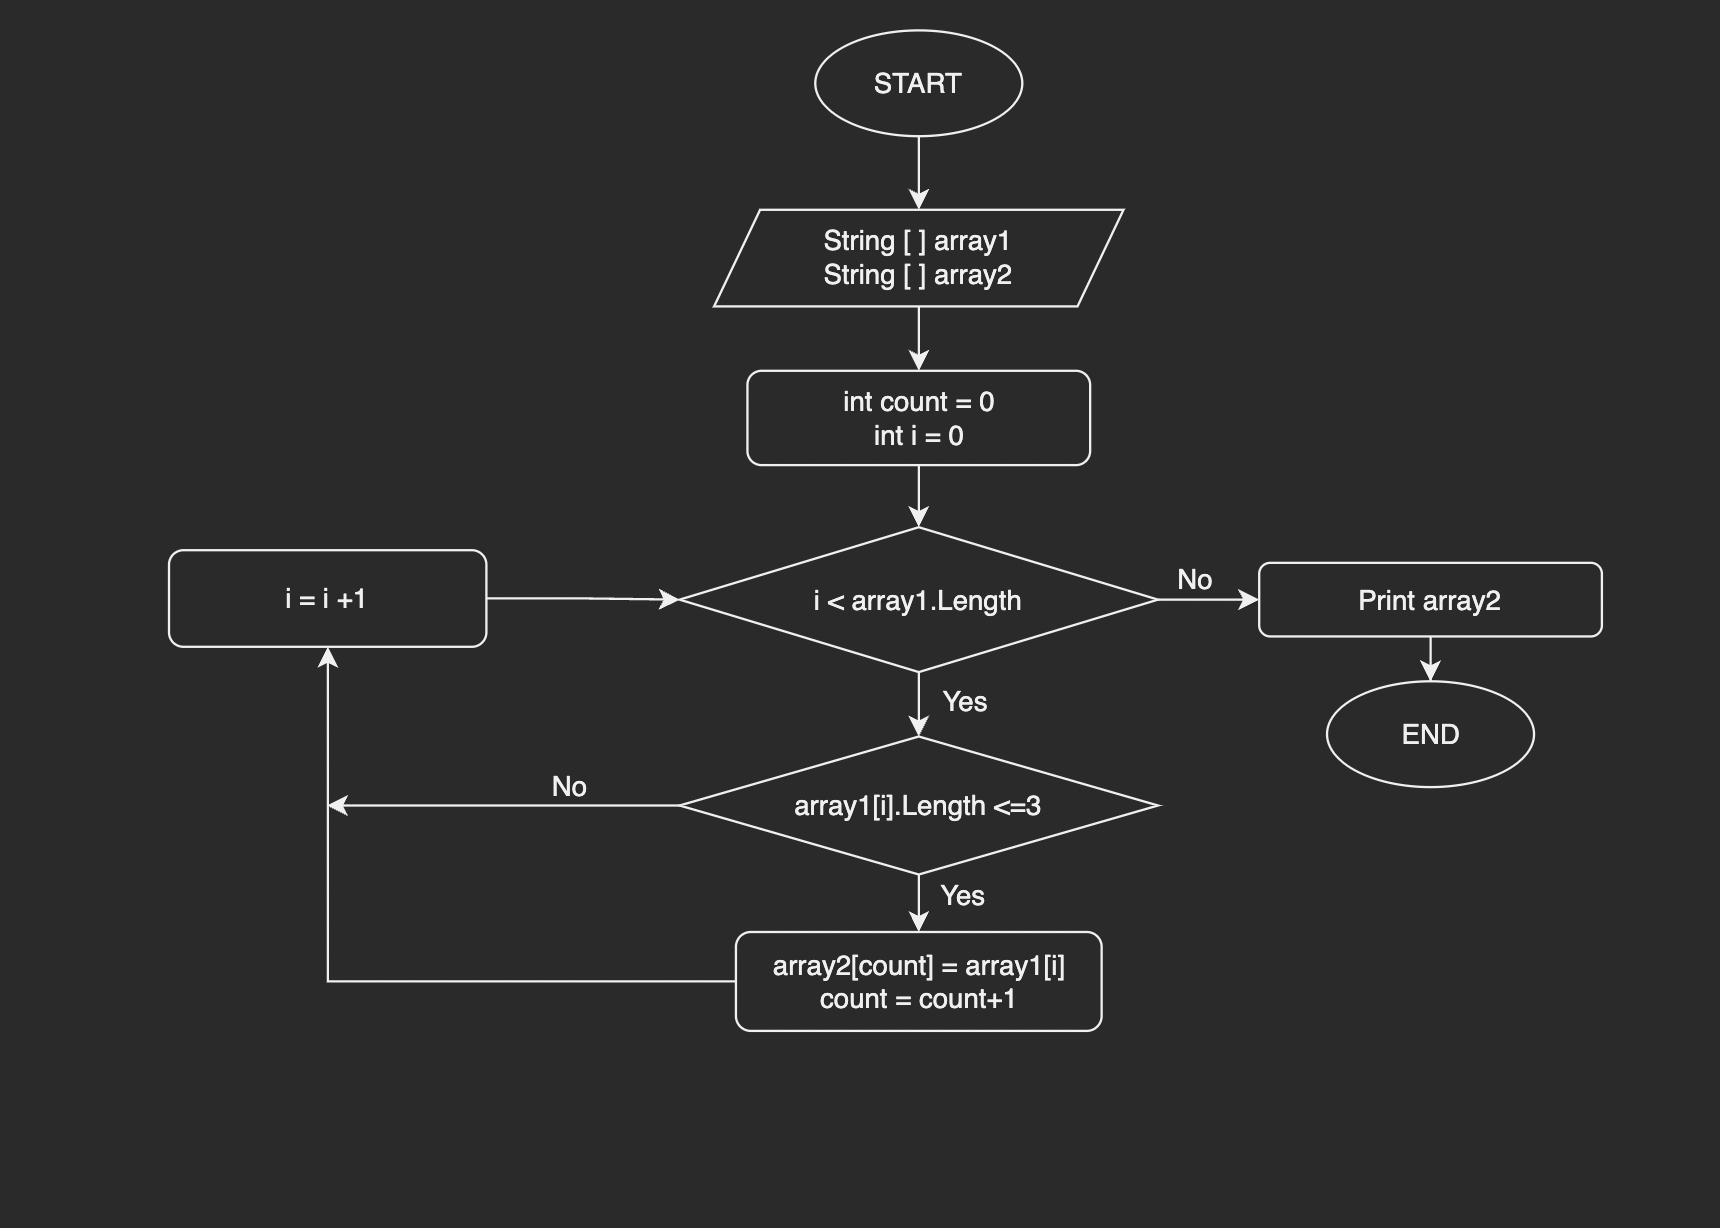 START
String [ ] array1
String [ ] array2
int count = 0
int i = 0
i = i +1
i < array1.Length
No
Print array2
Yes
END
No
array1[i].Length <=3
Yes
array2[count] = array1[i]
count = count+1